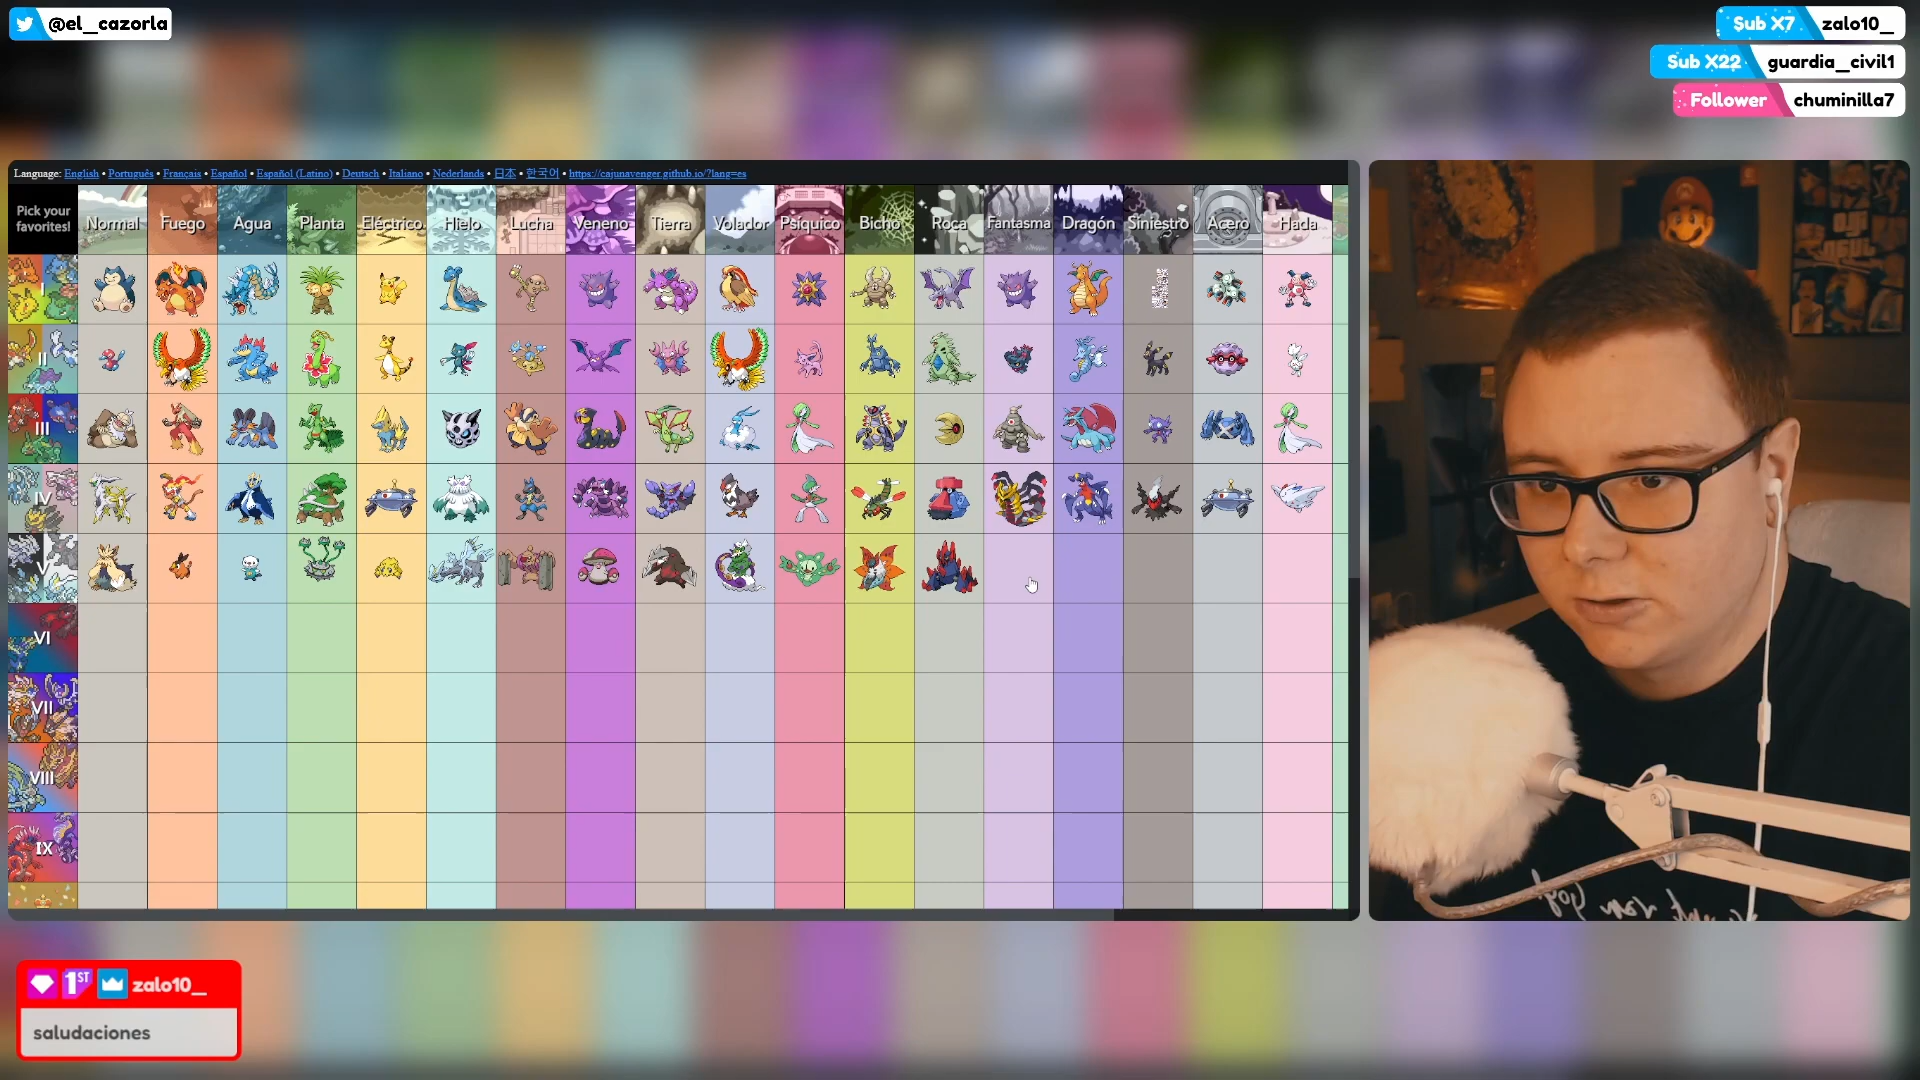 @el_cazorla
Sub X7 zalo10_
Sub X22 guardia_civil1
Follower chuminilla7
Language: English • Português • Français • Español • Español (Latino) • Deutsch • Italiano • Nederlands • 日本 • 한국어 • https://cajunavenger.github.io/?lang=es
Pick your
favorites!
Normal Fuego Agua Planta Eléctrico Hielo Lucha Veneno Tierra Volador Psíquico Bicho Roca Fantasma Dragón Siniestro Acero Hada
I
II
III
IV
V
VI
VII
VIII
IX
1ST zalo10_
saludaciones